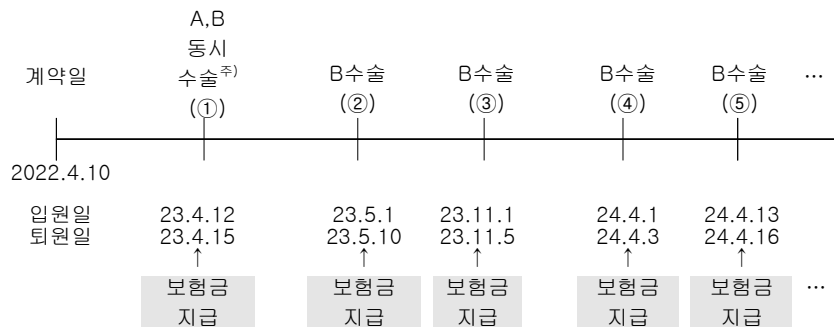 A,B
동시
계약일 수술주) B수술 B수술 B수술 B수술 …
(①) (②) (③) (④) (⑤)
2022.4.10
입원일 23.4.12 23.5.1 23.11.1 24.4.1 24.4.13
퇴원일 23.4.15 23.5.10 23.11.5 24.4.3 24.4.16
↑ ↑ ↑ ↑ ↑
보험금 보험금 보험금 보험금 보험금 …
지급 지급 지급 지급 지급